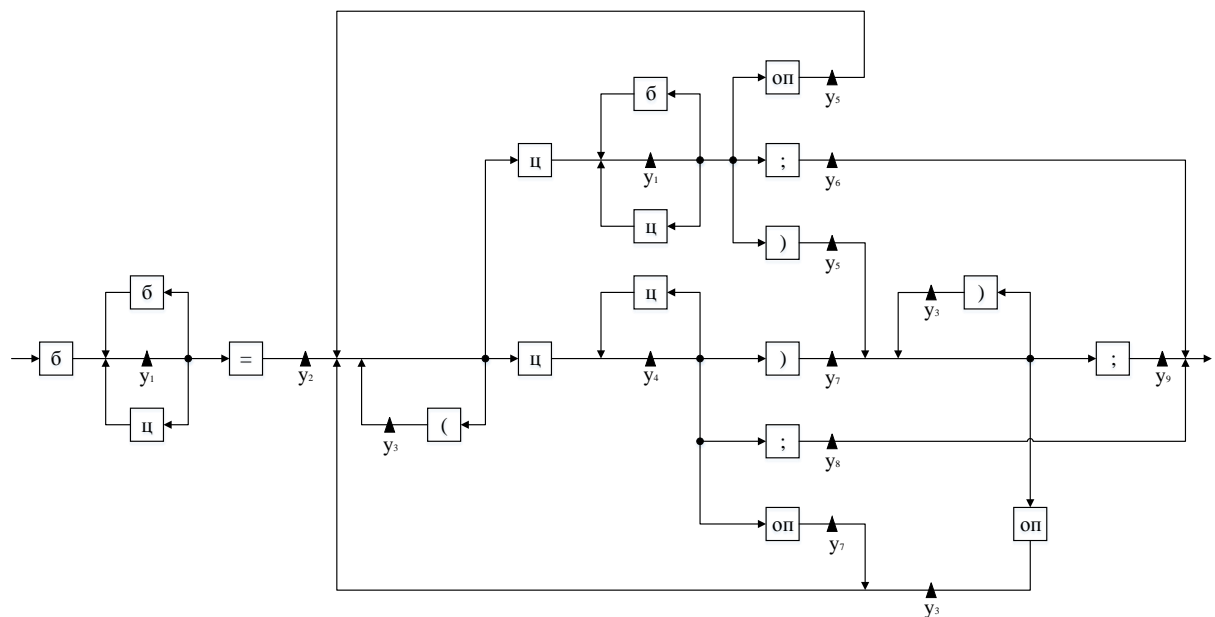 оп
y₅
б
ц
y₁
;
y₆
ц
)
y₅
б
ц
)
y₃
б
y₁
=
y₂
ц
y₄
)
y₇
;
y₉
ц
(
y₃
;
y₈
оп
y₇
оп
y₃